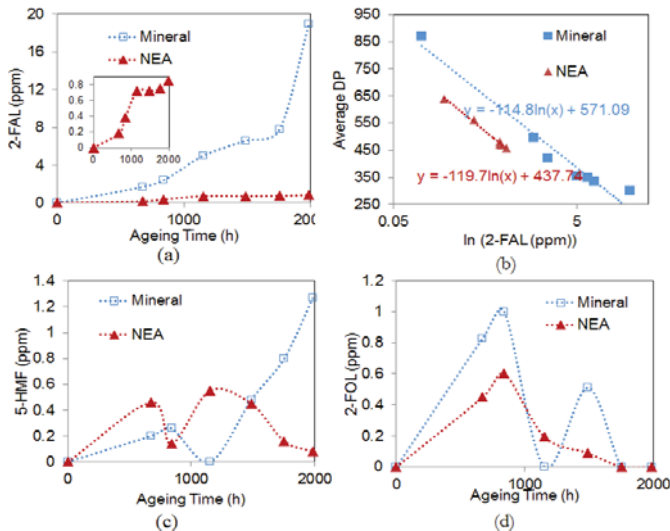 (a)
20
16
12
8
4
0
2-FAL (ppm)
Mineral
NEA
0.8
0.6
0.4
0.2
0
0 1000 2000
0 1000 200
Ageing Time (h)
(a)
(b)
950
850
750
650
550
450
350
250
Average DP
Mineral
NEA
y = -114.8ln(x) + 571.09
y = -119.7ln(x) + 437.74
0.05 5
ln (2-FAL(ppm))
(b)
1.4
1.2
1
0.8
0.6
0.4
0.2
0
5-HMF (ppm)
Mineral
NEA
0 1000 2000
Ageing Time (h)
(c)
1.2
1
0.8
0.6
0.4
0.2
0
2-FOL (ppm)
Mineral
NEA
0 1000 2000
Ageing Time (h)
(d)